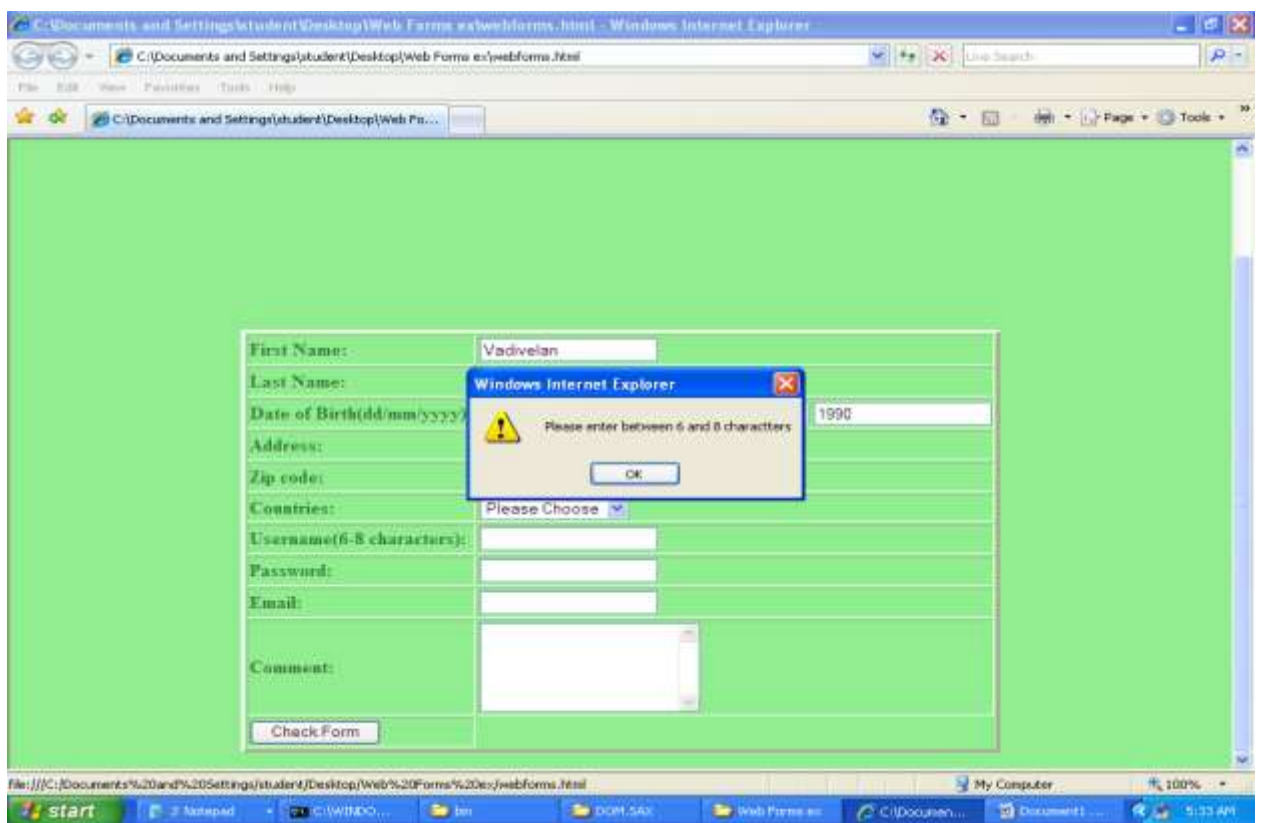 C:\Documents and Settings\student\Desktop\Web Forms ex\webforms.html - Windows Internet Explorer
C:\Documents and Settings\student\Desktop\Web Forms ex\webforms.html
Live Search
File Edit View Favorites Tools Help
C:\Documents and Settings\student\Desktop\Web Fo...
Page
Tools
First Name:
Vadivelan
Last Name:
Windows Internet Explorer
Date of Birth(dd/mm/yyyy)
1990
Please enter between 6 and 8 charactters
Address:
Zip code:
OK
Countries:
Please Choose
Username(6-8 characters):
Password:
Email:
Comment:
Check Form
file:///C:/Documents%20and%20Settings/student/Desktop/Web%20Forms%20ex/webforms.html
My Computer
100%
start
2 Notepad
C:\WINDO...
bin
DOM.SAX
Web Forms ex
C:\Documen...
Document1 ...
5:33 AM